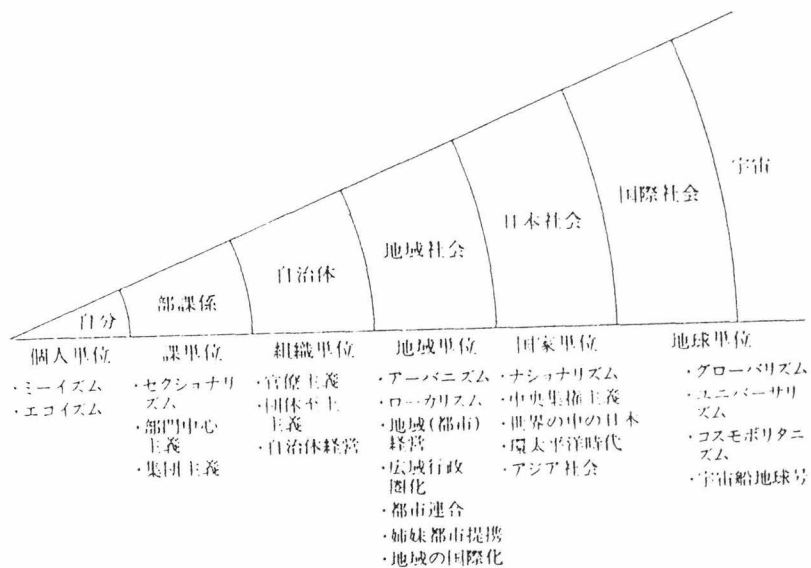 自分
部課係
自治体
地域社会
日本社会
国際社会
宇宙
個人単位
・ミーイズム
・エコイズム
課単位
・セクショナリ
ズム
・部門中心
主義
・集団主義
組織単位
・官僚主義
・団体至上
主義
・自治体経営
地域単位
・アーバニズム
・ローカリズム
・地域(都市)
経営
・広域行政
圏化
・都市連合
・姉妹都市提携
・地域の国際化
国家単位
・ナショナリズム
・中央集権主義
・世界の中の日本
・環太平洋時代
・アジア社会
地球単位
・グローバリズム
・ユニバーサリ
ズム
・コスモポリタニ
ズム
・宇宙船地球号